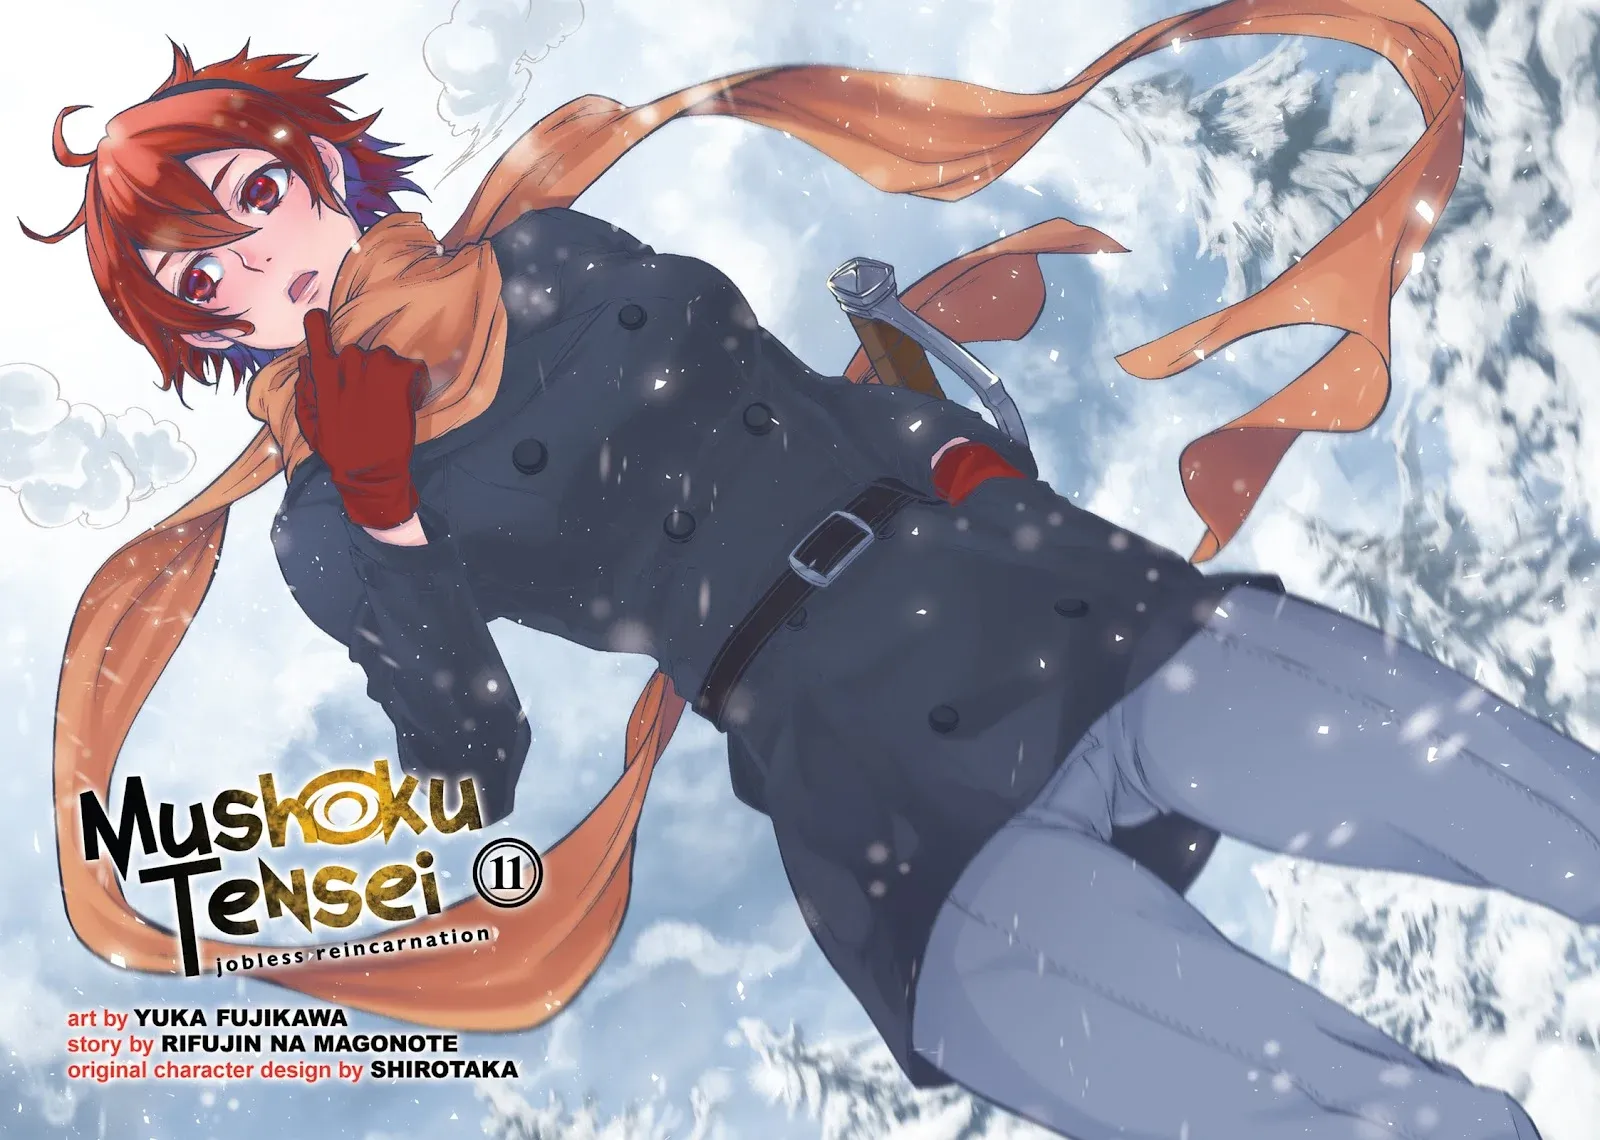 Mushoku
Tensei
11
jobless reincarnation
art by YUKA FUJIKAWA
story by RIFUJIN NA MAGONOTE
original character design by SHIROTAKA